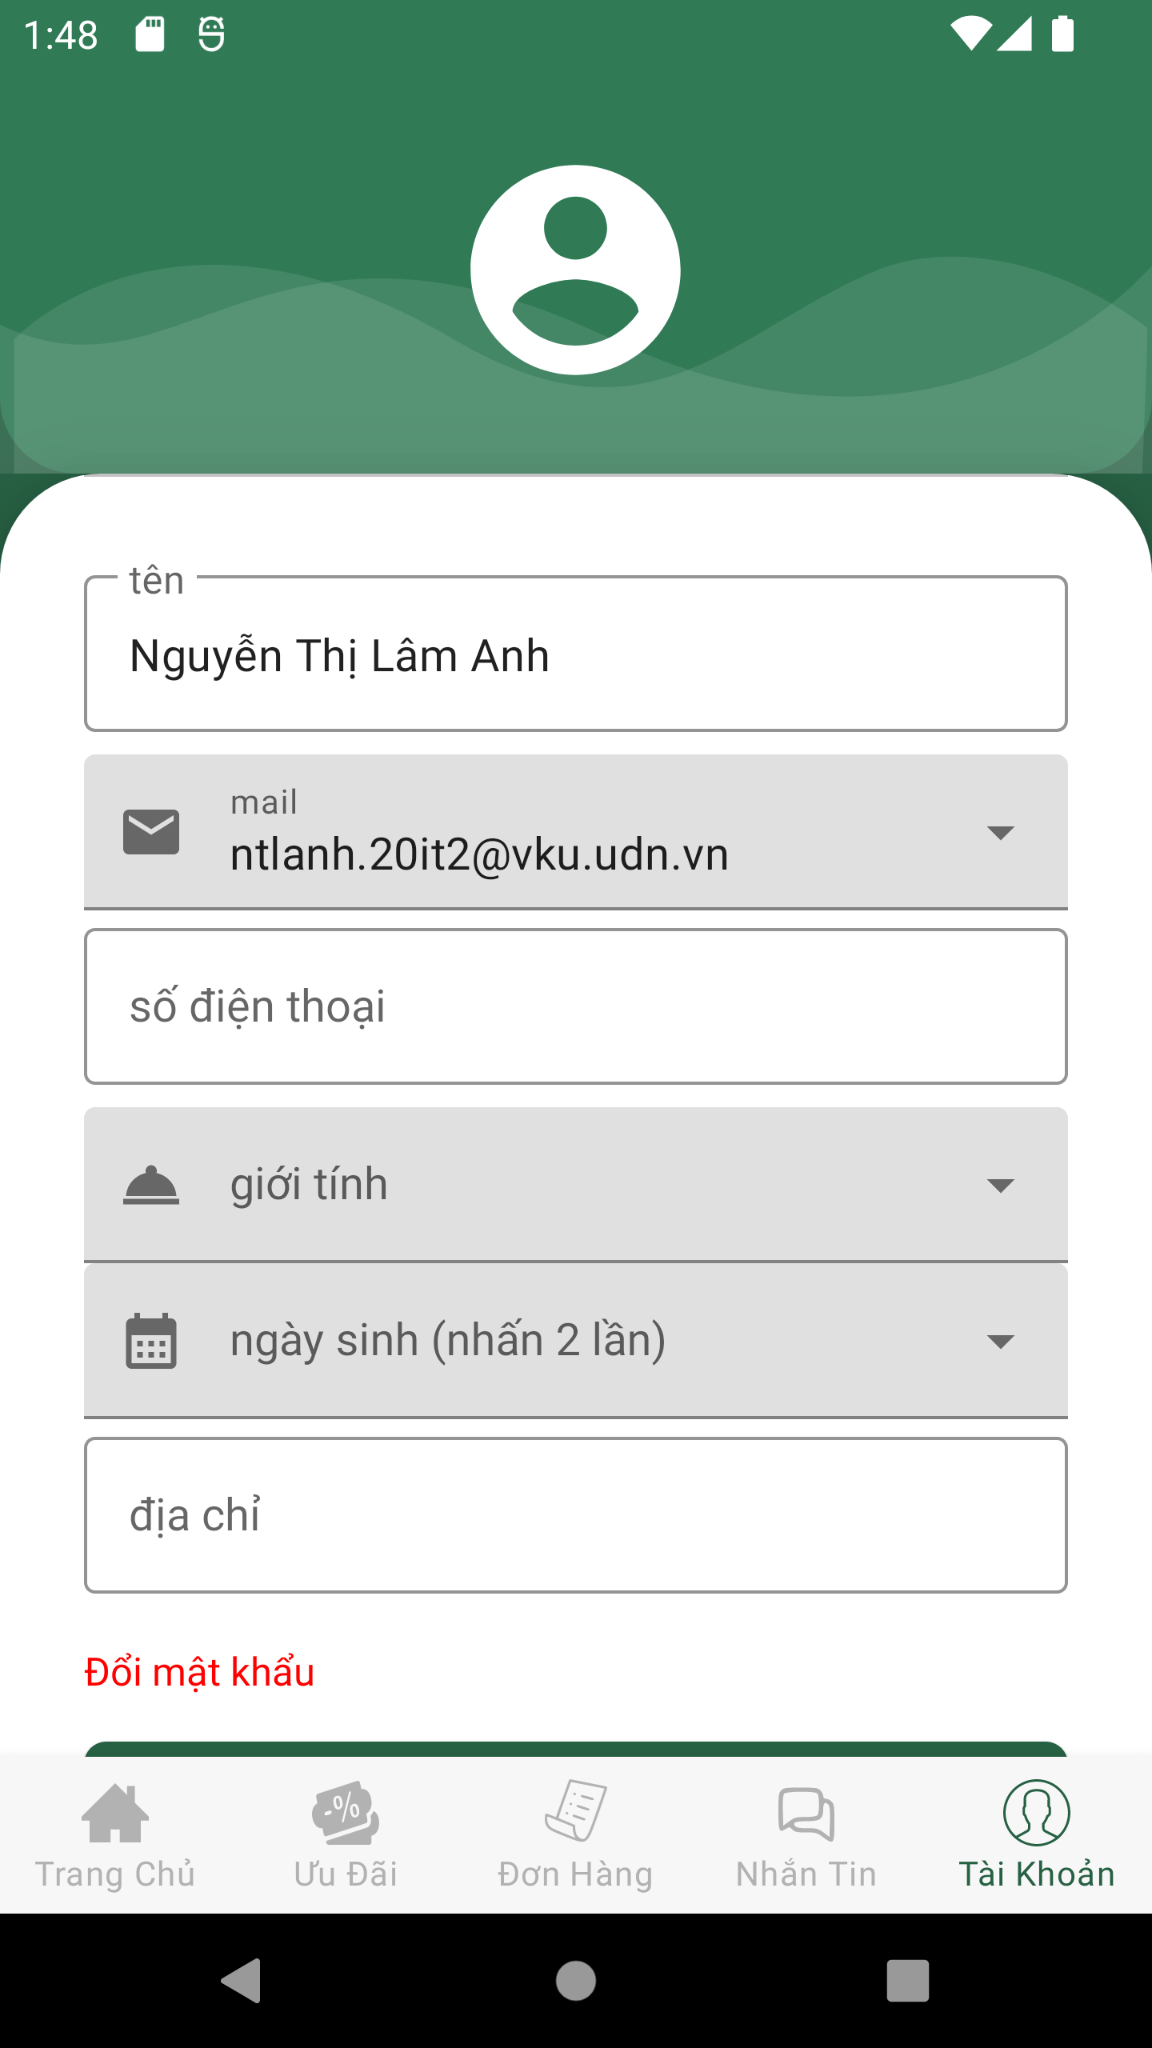 1:48
tên
Nguyễn Thị Lâm Anh
mail
ntlanh.20it2@vku.udn.vn
số điện thoại
giới tính
ngày sinh (nhấn 2 lần)
địa chỉ
Đổi mật khẩu
-%
Trang Chủ
Ưu Đãi
Đơn Hàng
Nhắn Tin
Tài Khoản